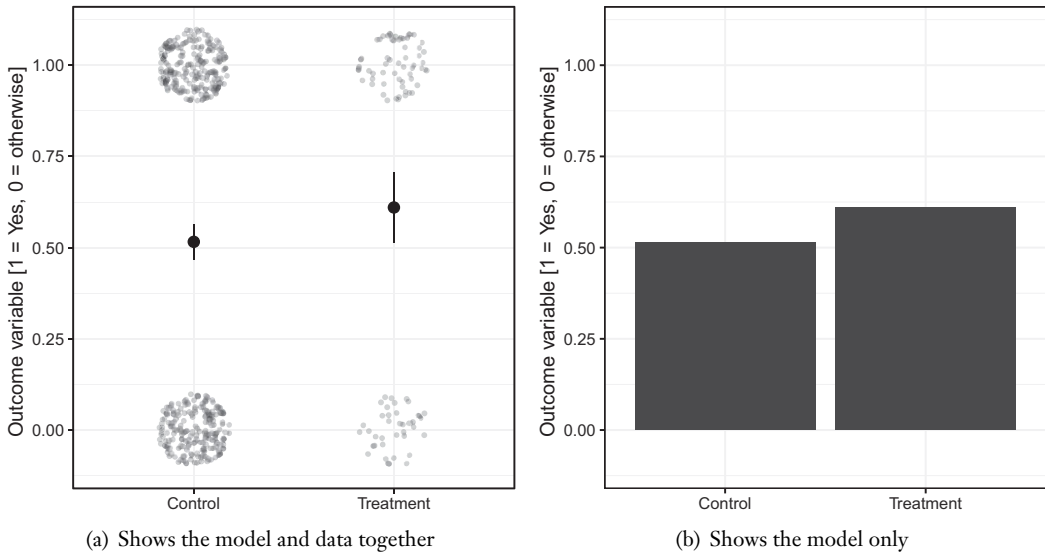 Outcome variable [1 = Yes, 0 = otherwise]
1.00
0.75
0.50
0.25
0.00
Control
Treatment
(a) Shows the model and data together
Outcome variable [1 = Yes, 0 = otherwise]
1.00
0.75
0.50
0.25
0.00
Control
Treatment
(b) Shows the model only